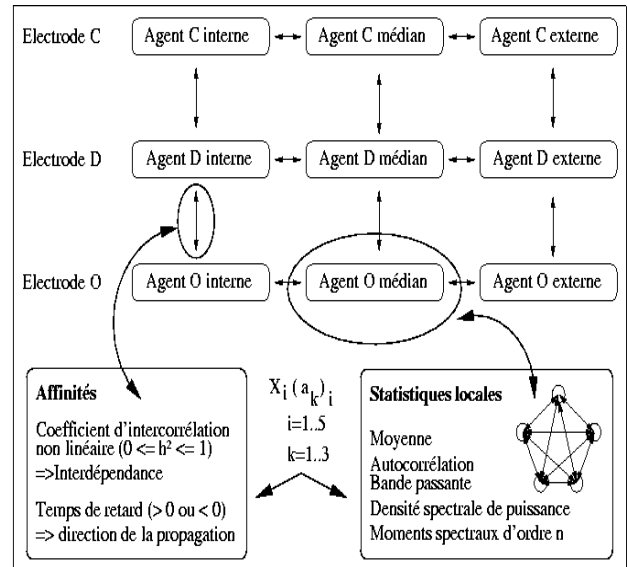 Electrode C
Agent C interne
Agent C médian
Agent C externe
Electrode D
Agent D interne
Agent D médian
Agent D externe
Electrode O
Agent O interne
Agent O médian
Agent O externe
Affinités
Coefficient d'intercorrélation
non linéaire (0 <= h² <= 1)
=>Interdépendance
Temps de retard (> 0 ou < 0)
=> direction de la propagation
X_i (a_k)_i
i=1..5
k=1..3
Statistiques locales
Moyenne
Autocorrélation
Bande passante
Densité spectrale de puissance
Moments spectraux d'ordre n